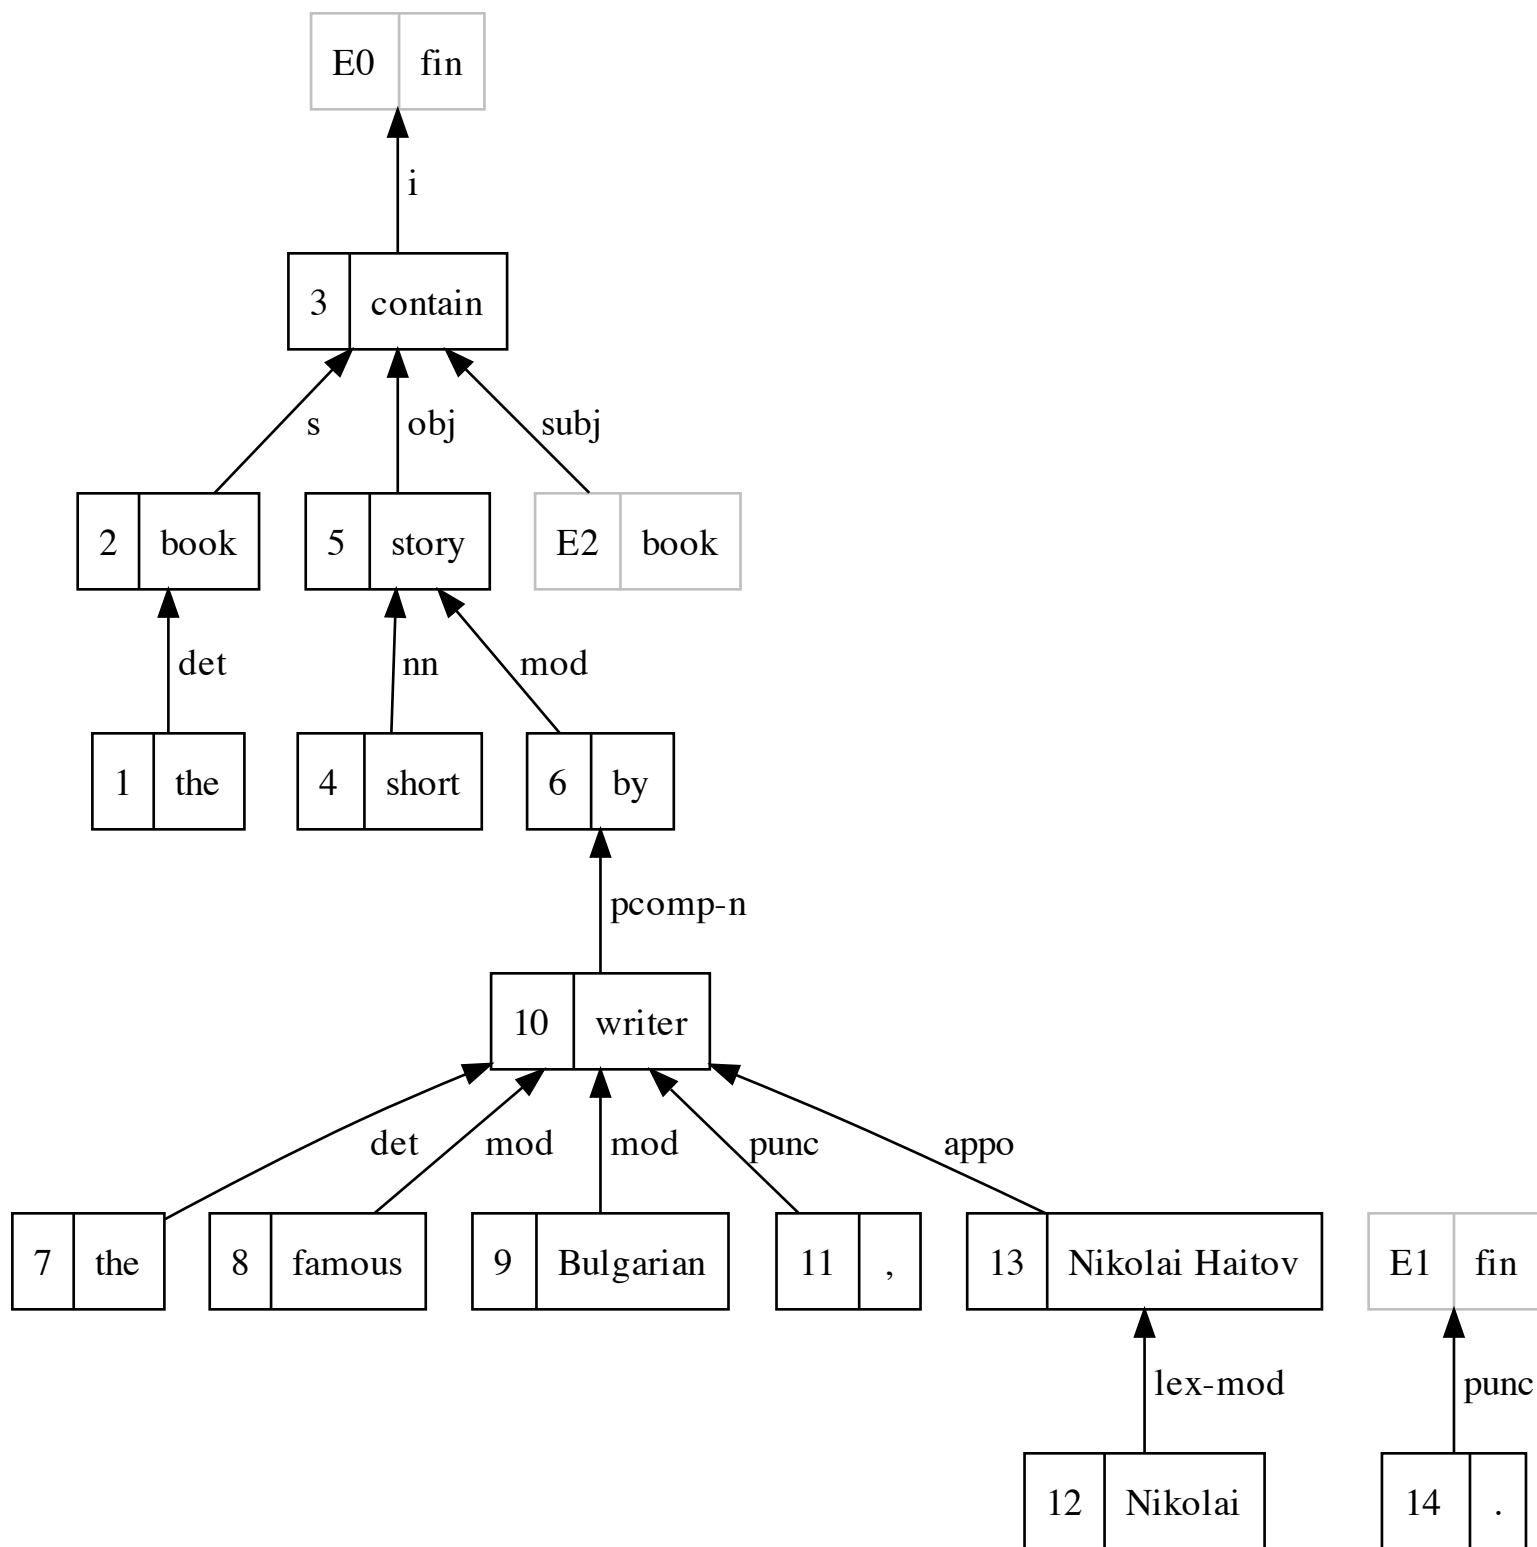 E0 fin
i
3 contain
s obj subj
2 book 5 story E2 book
det nn mod
1 the 4 short 6 by
pcomp-n
10 writer
det mod mod punc appo
7 the 8 famous 9 Bulgarian 11 , 13 Nikolai Haitov E1 fin
lex-mod punc
12 Nikolai 14 .